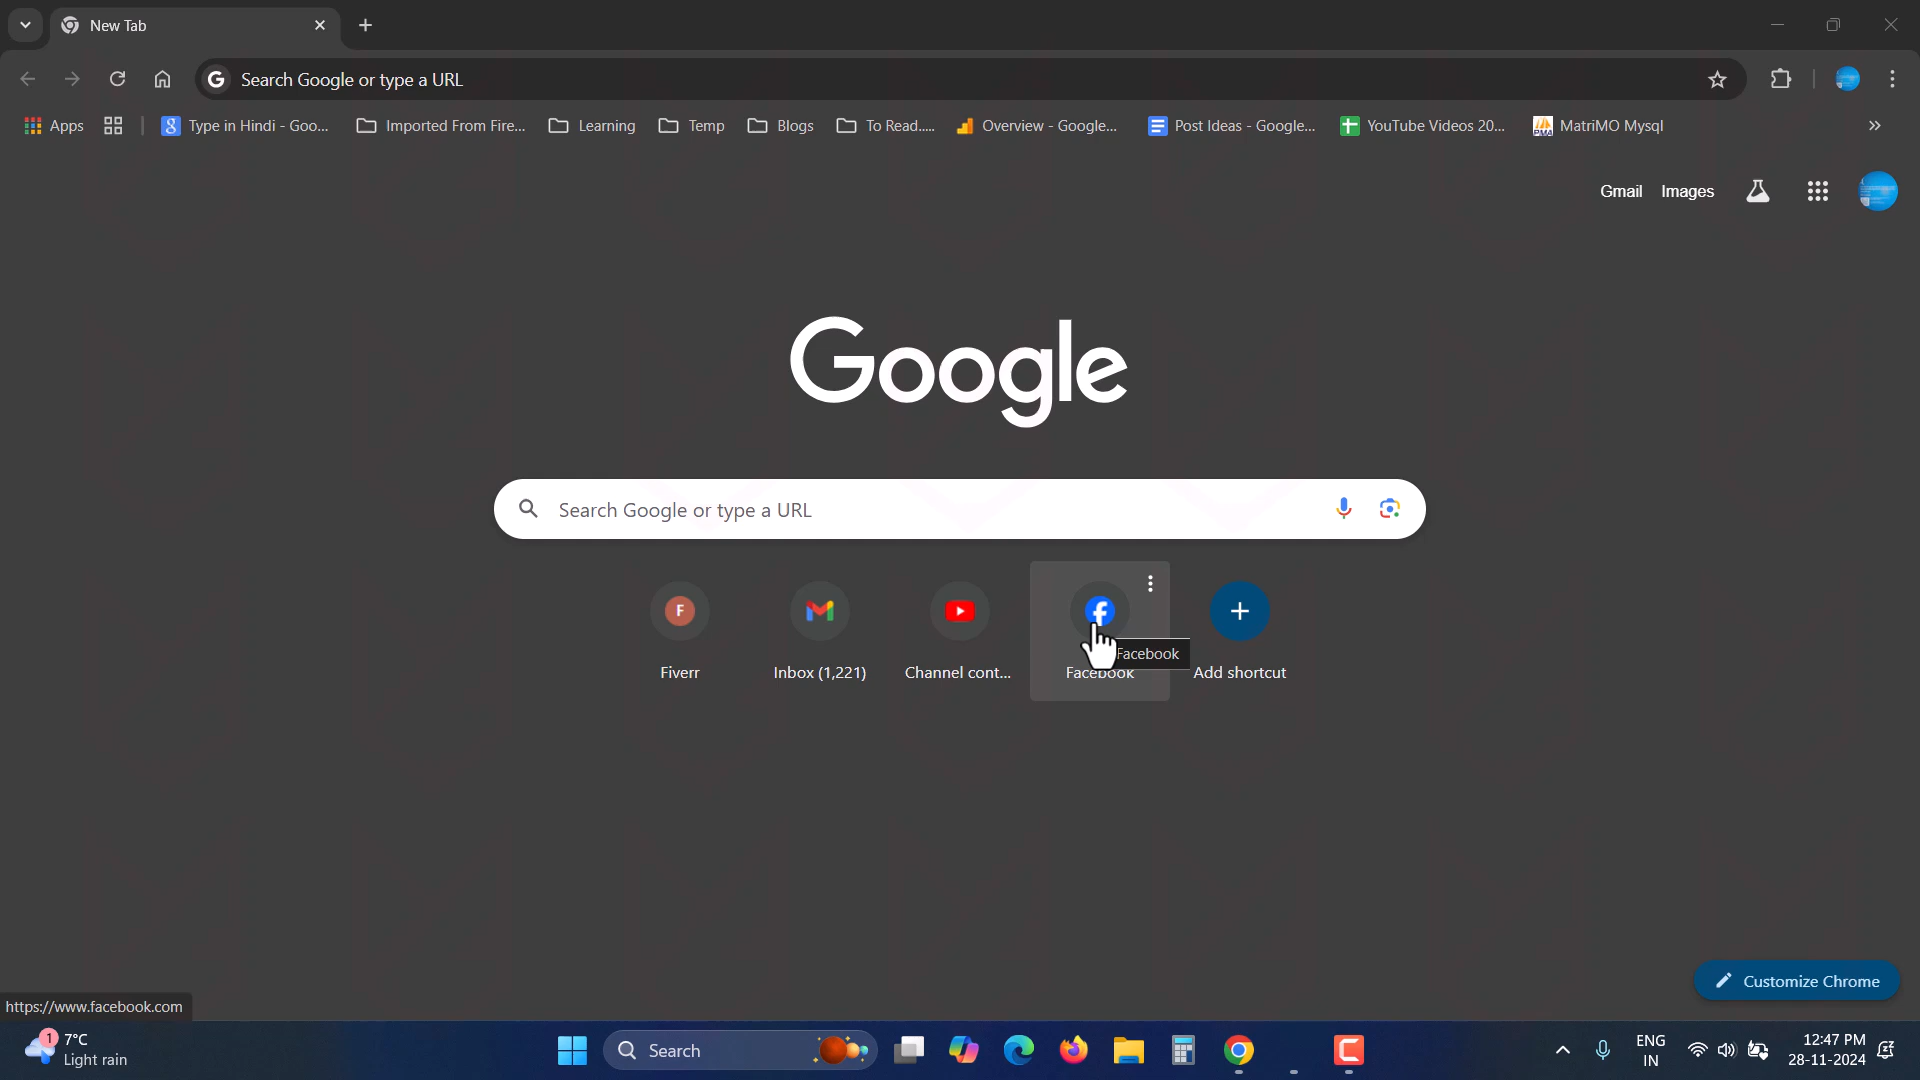 New Tab
Search Google or type a URL
Apps
Type in Hindi - Goo...
Imported From Fire...
Learning
Temp
Blogs
To Read.....
Overview - Google...
Post Ideas - Google...
YouTube Videos 20...
MatriMO Mysql
Gmail
Images
Google
Search Google or type a URL
F
Fiverr
Inbox (1,221)
Channel cont...
Facebook
Facebook
Add shortcut
Customize Chrome
https://www.facebook.com
1
7°C
Light rain
Search
ENG
IN
12:47 PM
28-11-2024